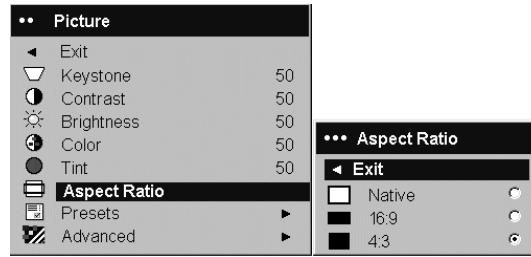 Picture
Exit
Keystone 50
Contrast 50
Brightness 50
Color 50
Tint 50
Aspect Ratio
Presets
Advanced
Aspect Ratio
Exit
Native
16:9
4:3